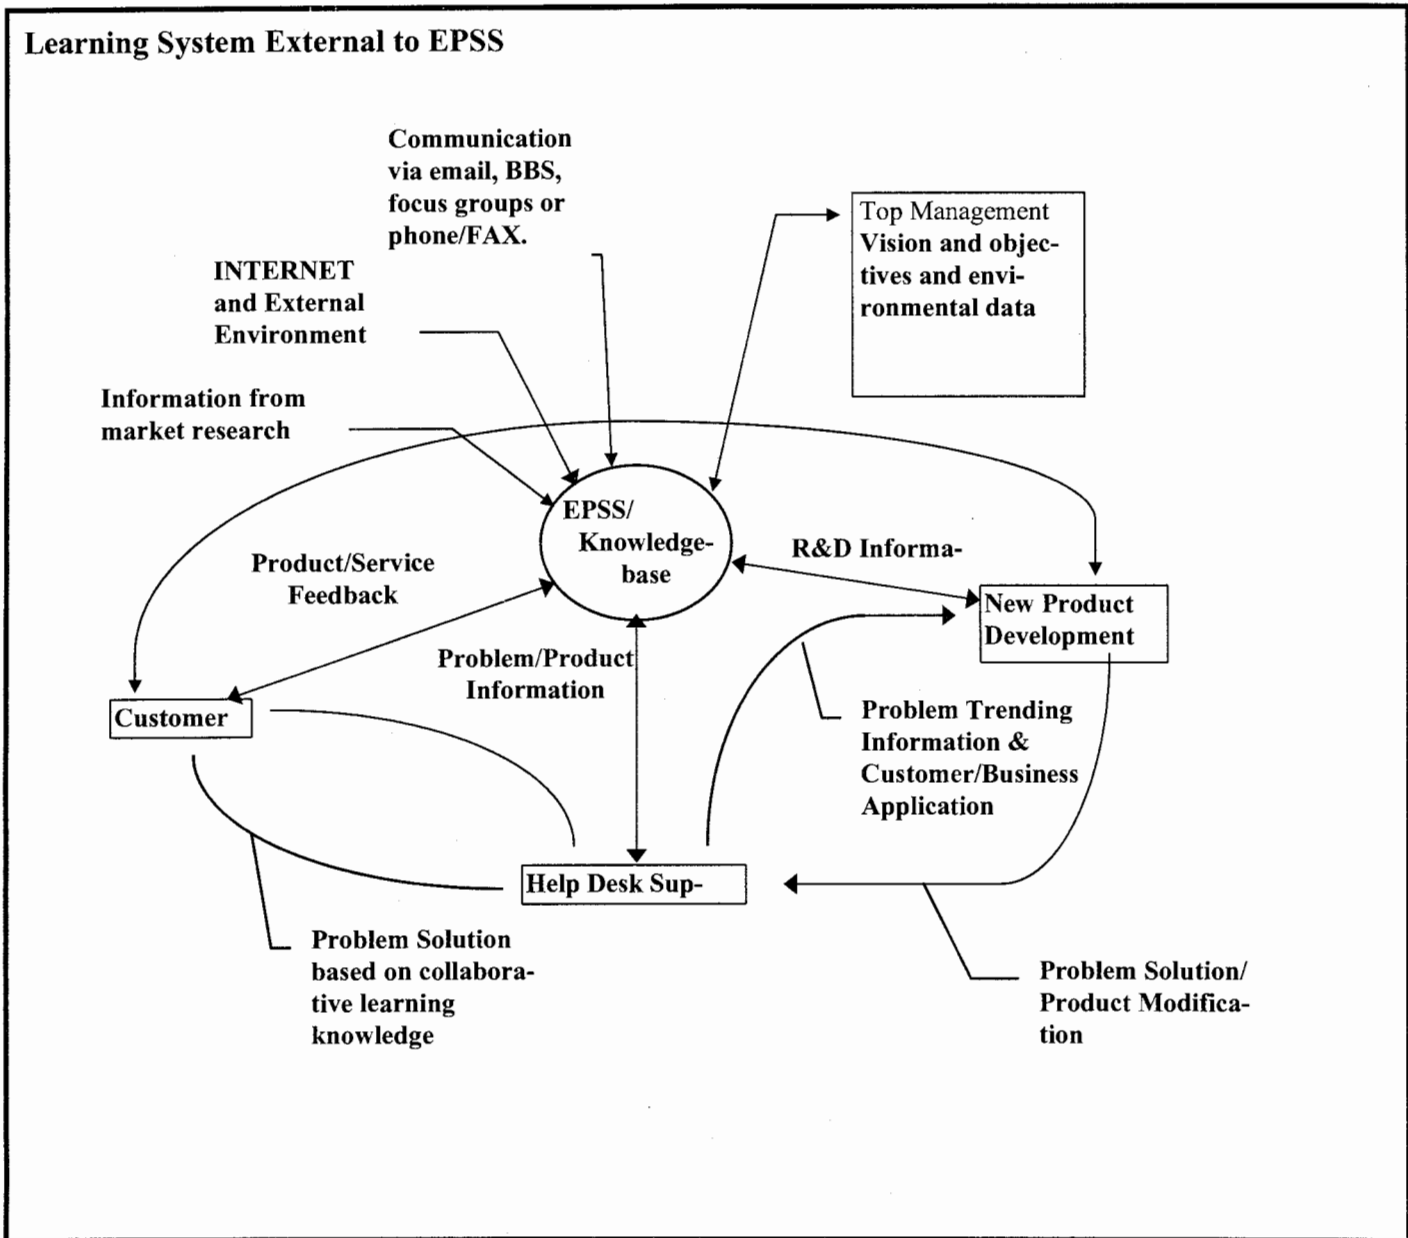 Learning System External to EPSS
Communication
via email, BBS,
focus groups or
phone/FAX.
Top Management
Vision and objec-
tives and envi-
ronmental data
INTERNET
and External
Environment
Information from
market research
EPSS/
Knowledge-
base
R&D Informa-
Product/Service
Feedback
New Product
Development
Problem/Product
Information
Customer
Problem Trending
Information &
Customer/Business
Application
Help Desk Sup-
Problem Solution
based on collabora-
tive learning
knowledge
Problem Solution/
Product Modifica-
tion